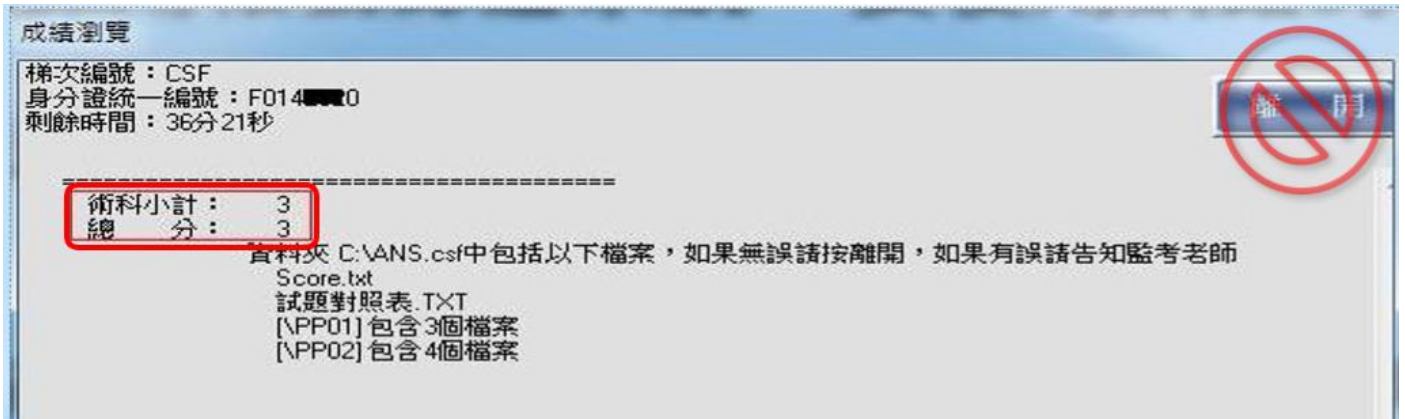 成績瀏覽
梯次編號：CSF
身分證統一編號：F014 0
剩餘時間：36分21秒
離 開
========================================
術科小計： 3
總 分： 3
資料夾 C:\ANS.csf中包括以下檔案，如果無誤請按離開，如果有誤請告知監考老師
Score.txt
試題對照表.TXT
[\PP01] 包含3個檔案
[\PP02] 包含4個檔案